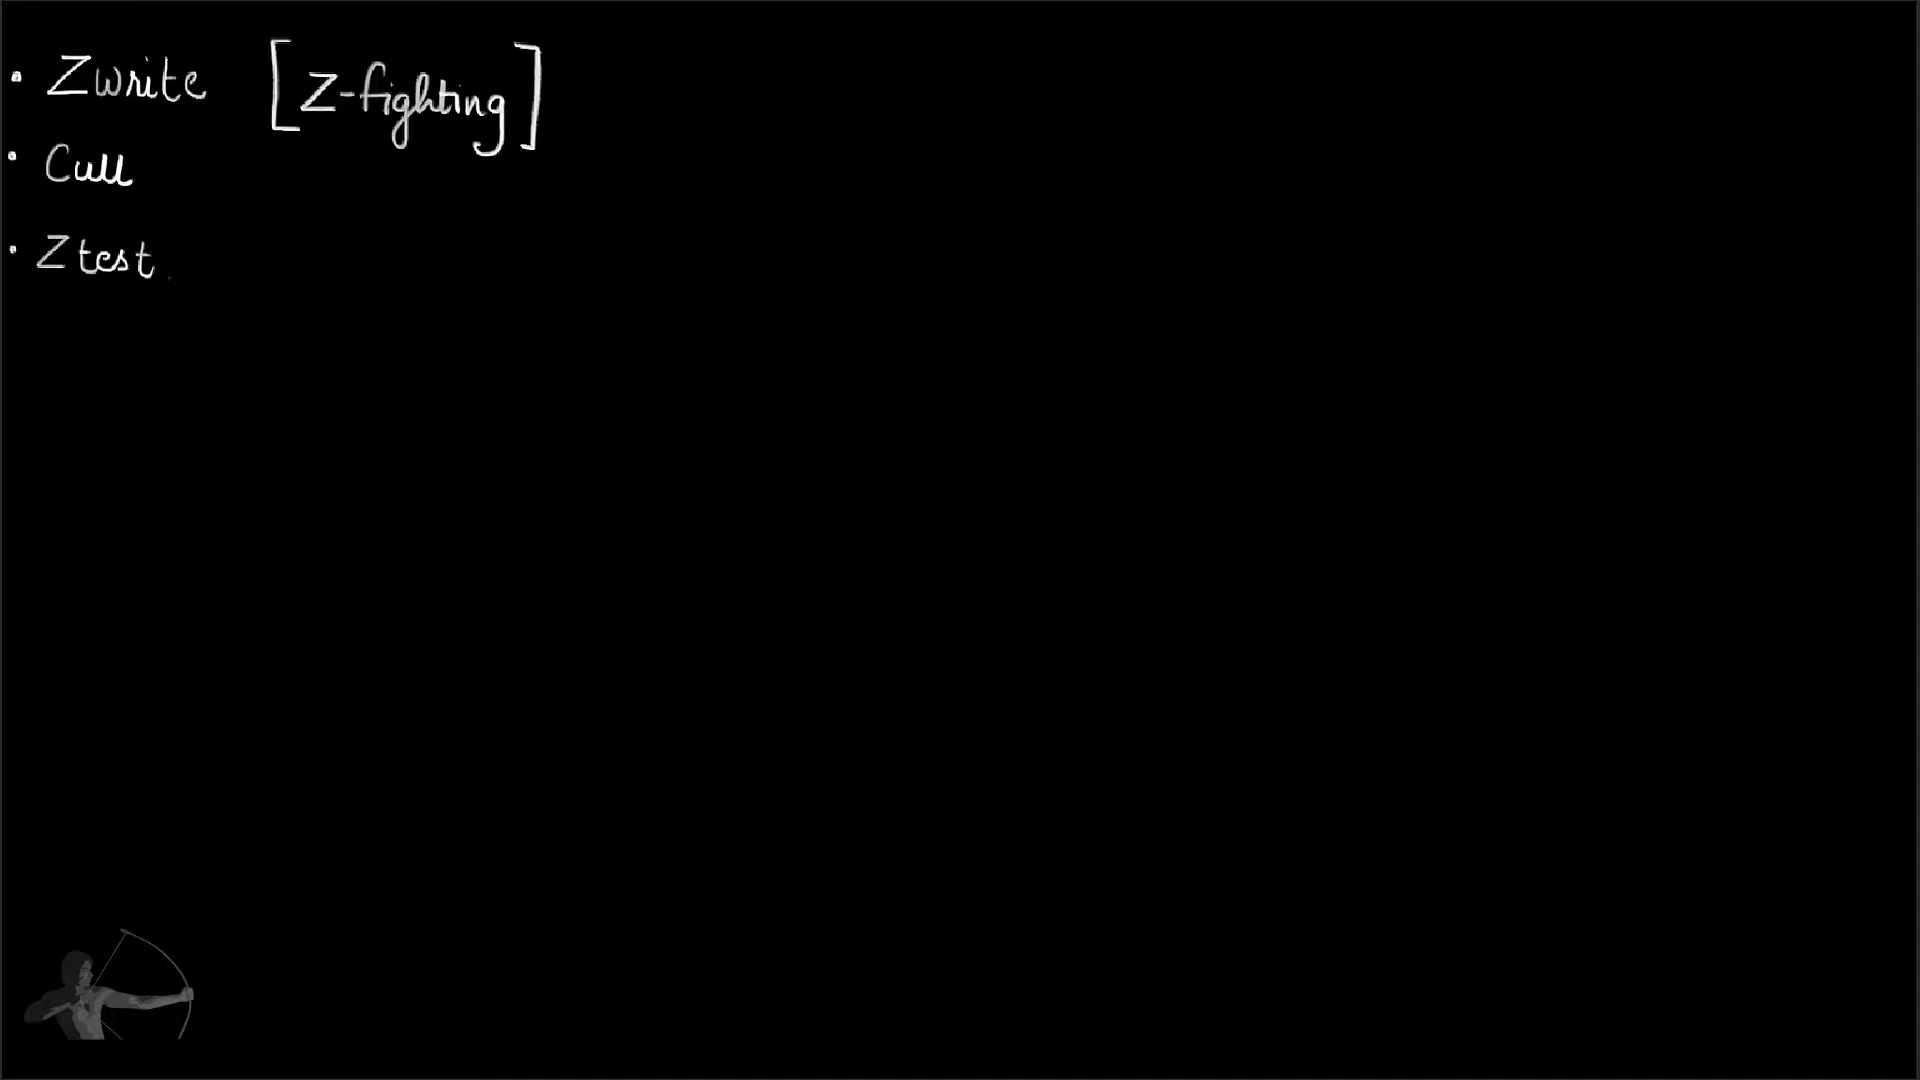 • Zwrite [Z-fighting]
• Cull
• Ztest.